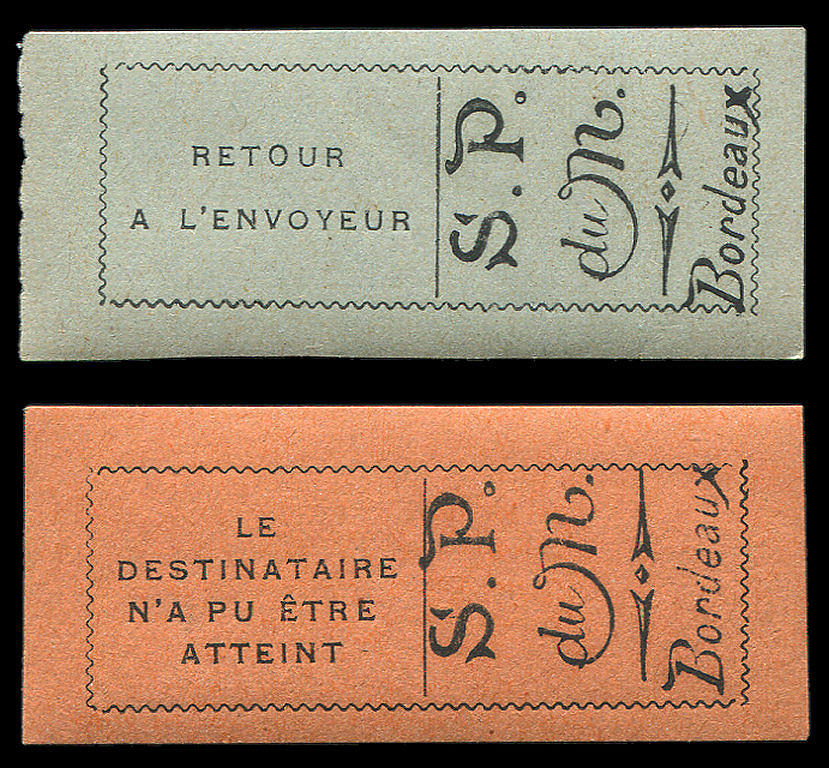 RETOUR
A L'ENVOYEUR
S. P.
du M.
Bordeaux
LE
DESTINATAIRE
N'A PU ÊTRE
ATTEINT
S. P.
du M.
Bordeaux